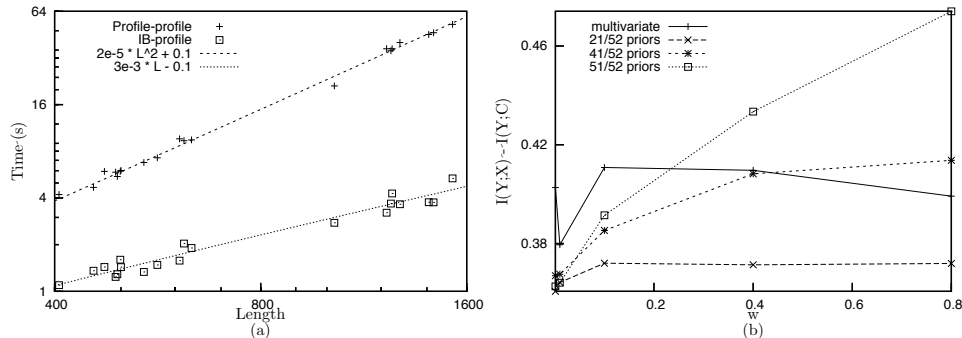 64
16
4
1
Time (s)
Profile-profile
IB-profile
2e-5 * L^2 + 0.1
3e-3 * L - 0.1
400
800
1600
Length
(a)
0.46
0.42
0.38
I(Y;X) - I(Y;C)
multivariate
21/52 priors
41/52 priors
51/52 priors
0.2
0.4
0.6
0.8
w
(b)